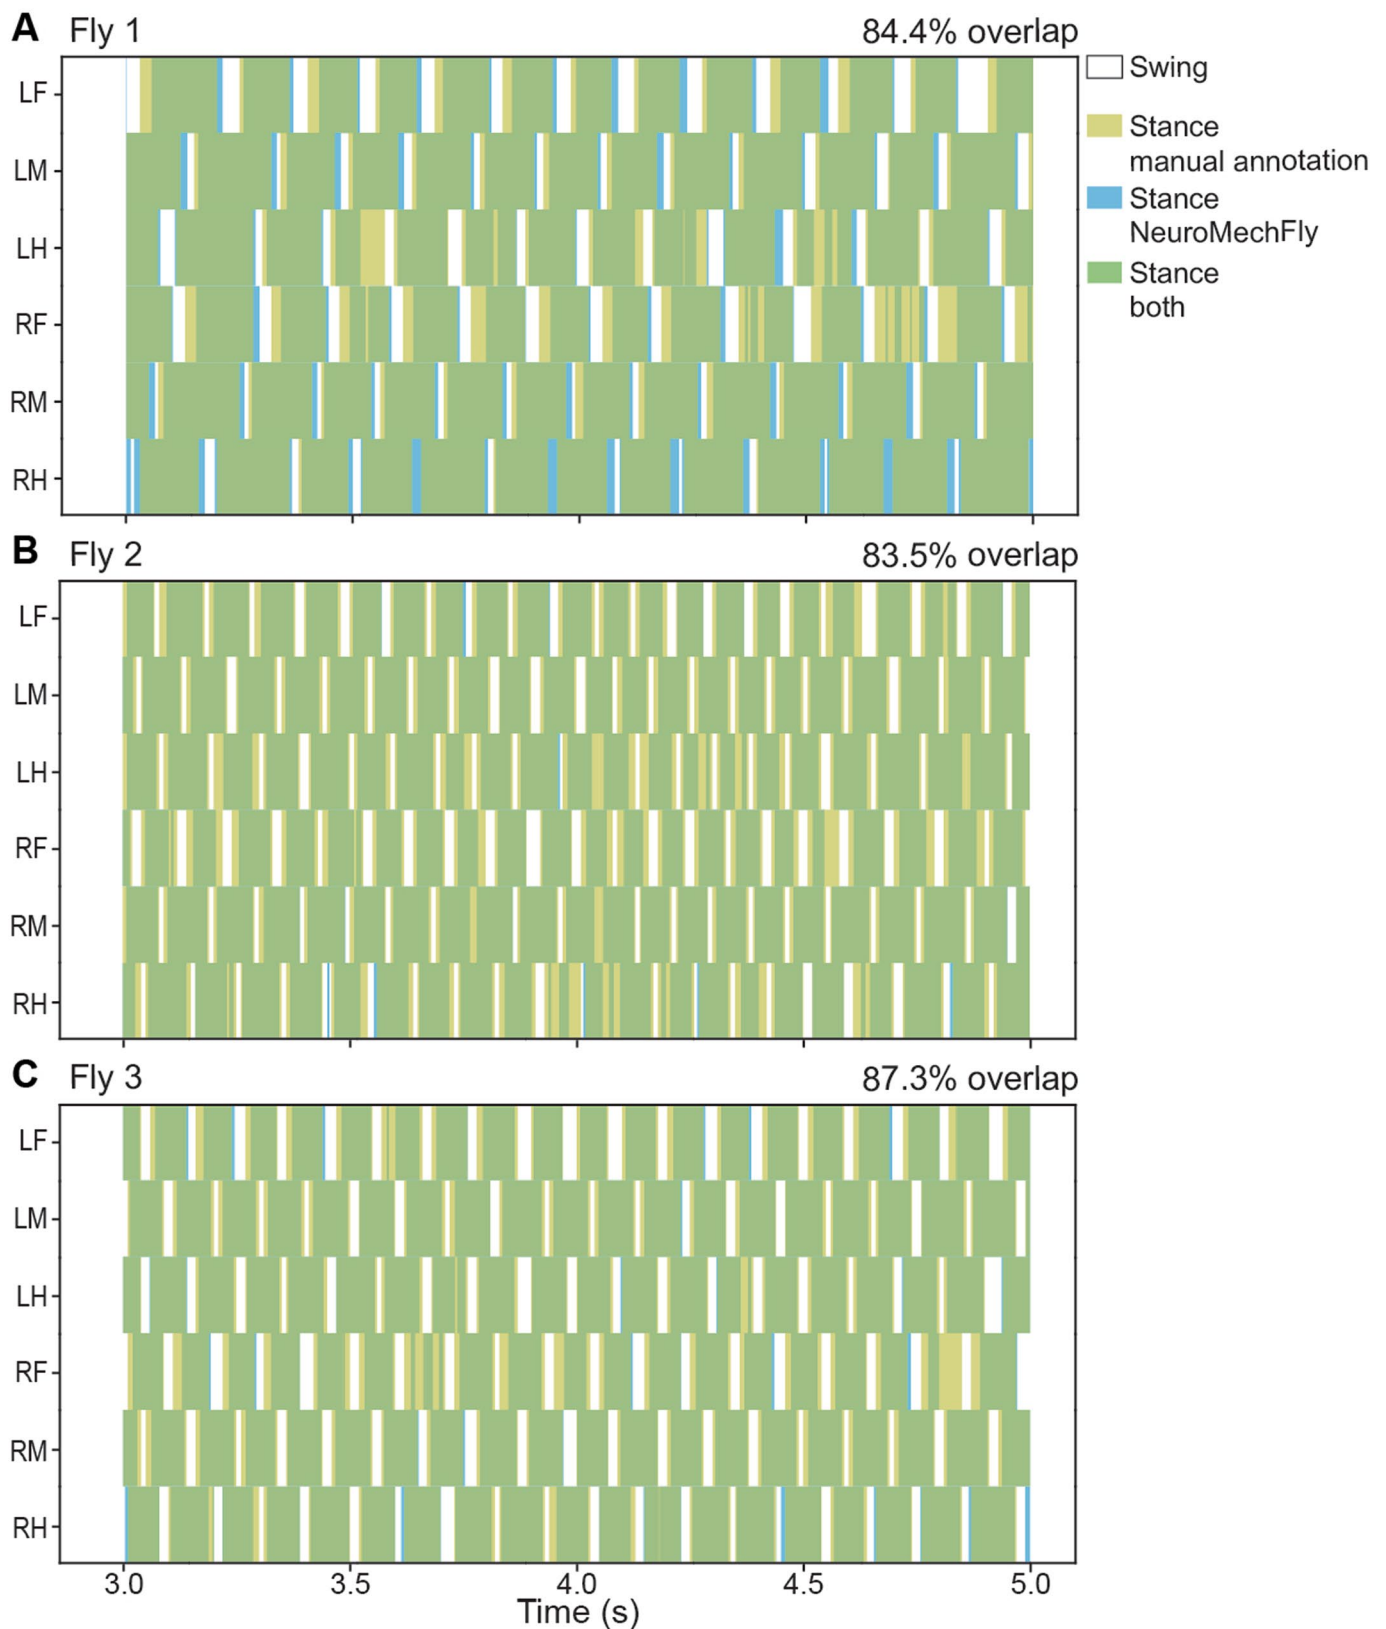 A Fly 1 84.4% overlap
Swing
Stance
manual annotation
Stance
NeuroMechFly
Stance
both
LF
LM
LH
RF
RM
RH
B Fly 2 83.5% overlap
LF
LM
LH
RF
RM
RH
C Fly 3 87.3% overlap
LF
LM
LH
RF
RM
RH
3.0 3.5 4.0 4.5 5.0
Time (s)